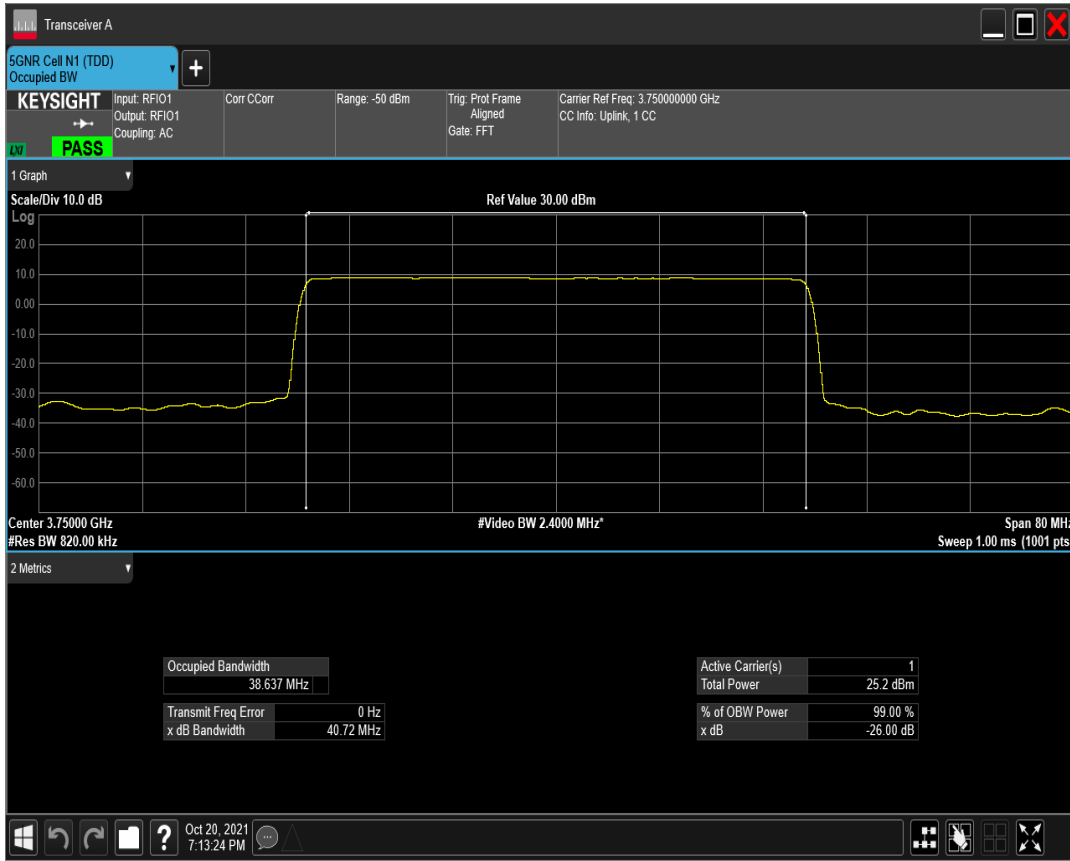 Transceiver A
5GNR Cell N1 (TDD)
Occupied BW
KEYSIGHT
LXI
PASS
Input: RFIO1
Output: RFIO1
Coupling: AC
Corr CCorr
Range: -50 dBm
Trig: Prot Frame
Aligned
Gate: FFT
Carrier Ref Freq: 3.750000000 GHz
CC Info: Uplink, 1 CC
1 Graph
Scale/Div 10.0 dB
Ref Value 30.00 dBm
Log
20.0
10.0
0.00
-10.0
-20.0
-30.0
-40.0
-50.0
-60.0
Center 3.75000 GHz
#Video BW 2.4000 MHz*
Span 80 MHz
#Res BW 820.00 kHz
Sweep 1.00 ms (1001 pts
2 Metrics
Occupied Bandwidth
38.637 MHz
Transmit Freq Error 0 Hz
x dB Bandwidth 40.72 MHz
Active Carrier(s) 1
Total Power 25.2 dBm
% of OBW Power 99.00 %
x dB -26.00 dB
?
Oct 20, 2021
7:13:24 PM